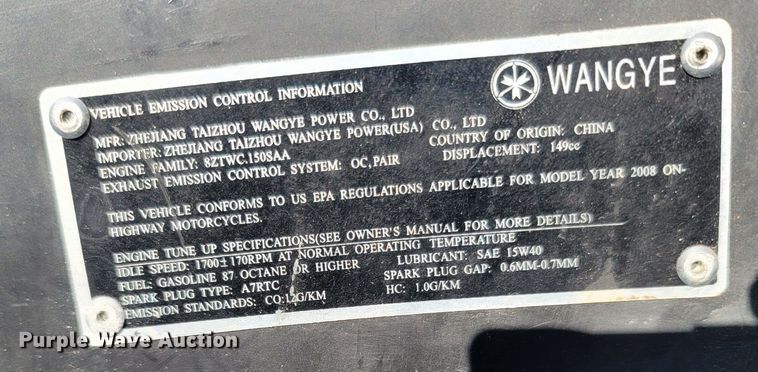 VEHICLE EMISSION CONTROL INFORMATION
WANGYE
MFR: ZHEJIANG TAIZHOU WANGYE POWER CO., LTD
IMPORTER: ZHEJIANG TAIZHOU WANGYE POWER(USA) CO., LTD
ENGINE FAMILY: 8ZTWC.150SAA COUNTRY OF ORIGIN: CHINA
EXHAUST EMISSION CONTROL SYSTEM: OC, PAIR DISPLACEMENT: 149cc
THIS VEHICLE CONFORMS TO US EPA REGULATIONS APPLICABLE FOR MODEL YEAR 2008 ON-
HIGHWAY MOTORCYCLES.
ENGINE TUNE UP SPECIFICATIONS(SEE OWNER'S MANUAL FOR MORE DETAILS)
IDLE SPEED: 1700±170RPM AT NORMAL OPERATING TEMPERATURE
FUEL: GASOLINE 87 OCTANE OR HIGHER LUBRICANT: SAE 15W40
SPARK PLUG TYPE: A7RTC SPARK PLUG GAP: 0.6MM-0.7MM
EMISSION STANDARDS: CO:12G/KM HC: 1.0G/KM
Purple Wave Auction